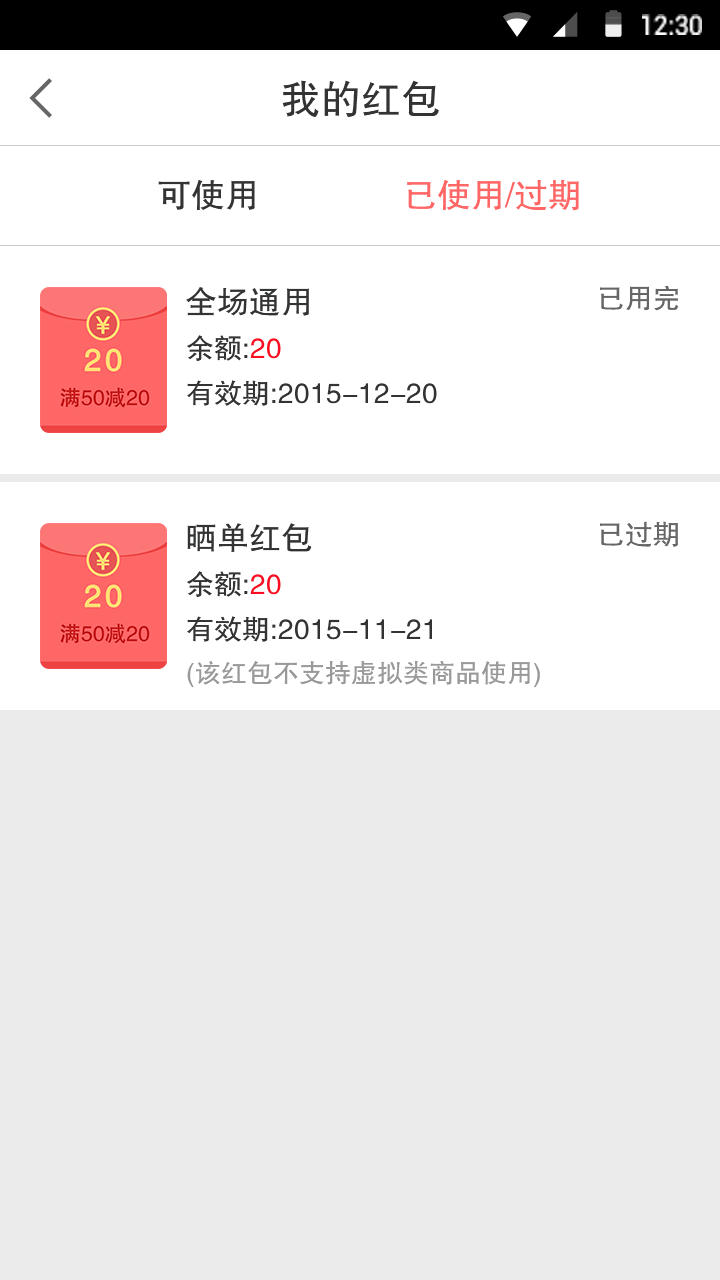 12:30
我的红包
可使用
已使用/过期
¥
20
满50减20
全场通用
已用完
余额:20
有效期:2015-12-20
¥
20
满50减20
晒单红包
已过期
余额:20
有效期:2015-11-21
(该红包不支持虚拟类商品使用)